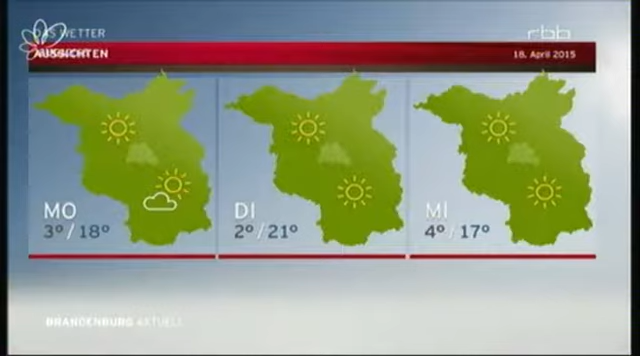 DAS WETTER
rbb
AUSSICHTEN
18. April 2015
MO
3° / 18°
DI
2° / 21°
MI
4° / 17°
BRANDENBURG AKTUELL